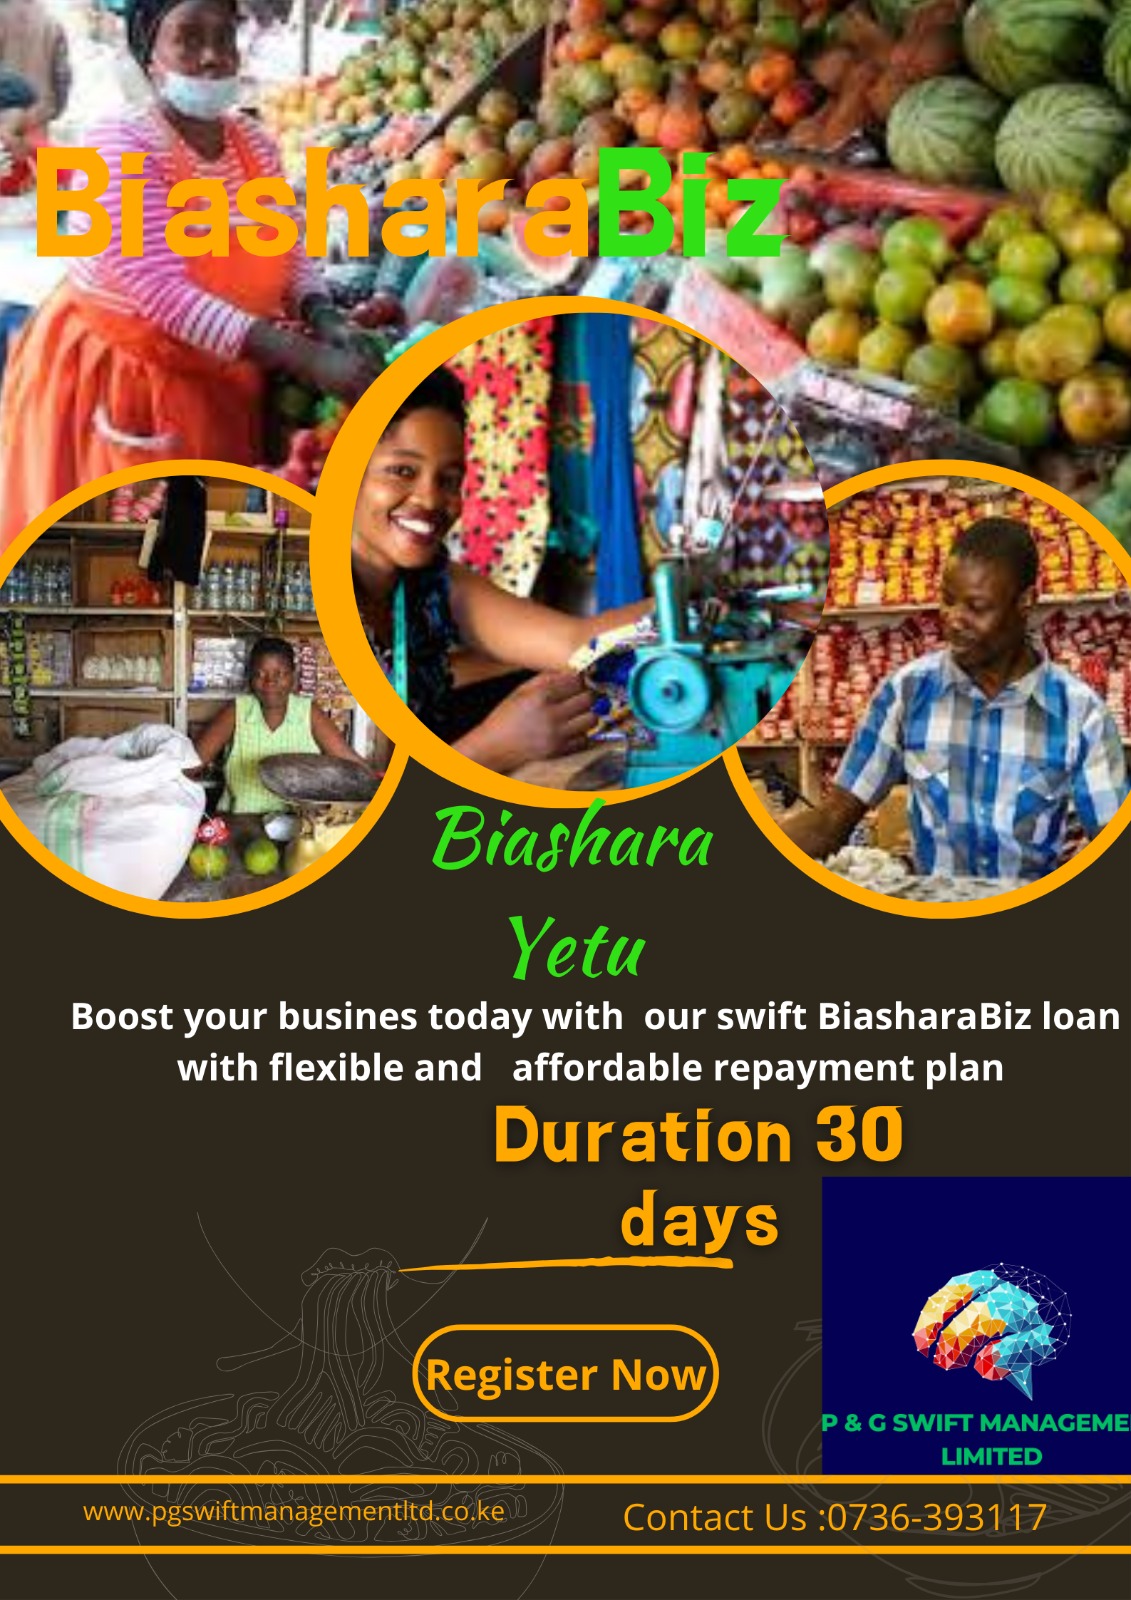 BiasharaBiz
Biashara
Yetu
Boost your busines today with our swift BiasharaBiz loan
with flexible and affordable repayment plan
Duration 30
days
Register Now
P & G SWIFT MANAGEME
LIMITED
www.pgswiftmanagementltd.co.ke
Contact Us :0736-393117